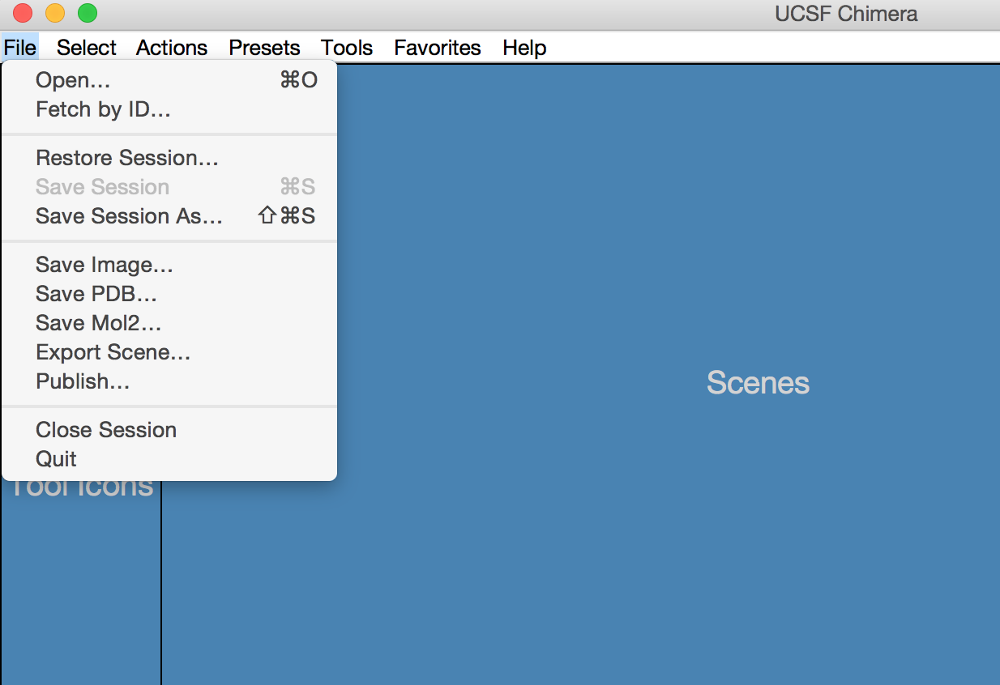 UCSF Chimera
File Select Actions Presets Tools Favorites Help
Open... ⌘O
Fetch by ID...
Restore Session...
Save Session ⌘S
Save Session As... ⇧⌘S
Save Image...
Save PDB...
Save Mol2...
Export Scene...
Publish...
Close Session
Quit
Scenes
Tool Icons